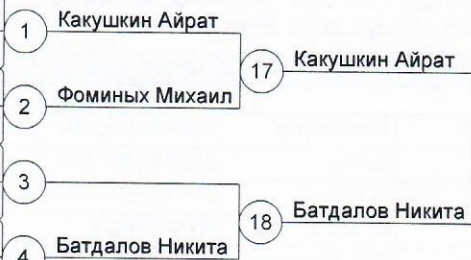 1 Какушкин Айрат
17 Какушкин Айрат
2 Фоминых Михаил
3
18 Батдалов Никита
4 Батдалов Никита